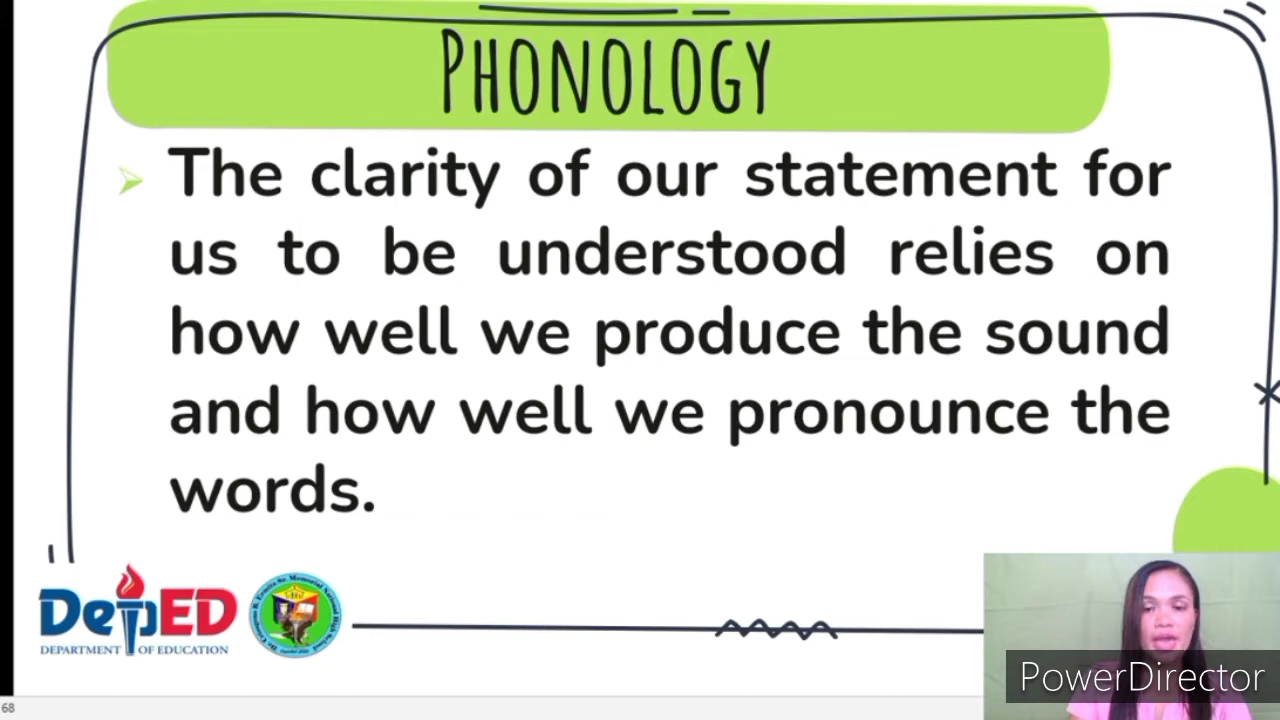 PHONOLOGY
The clarity of our statement for
us to be understood relies on
how well we produce the sound
and how well we pronounce the
words.
DepED
DEPARTMENT OF EDUCATION
PowerDirector
68